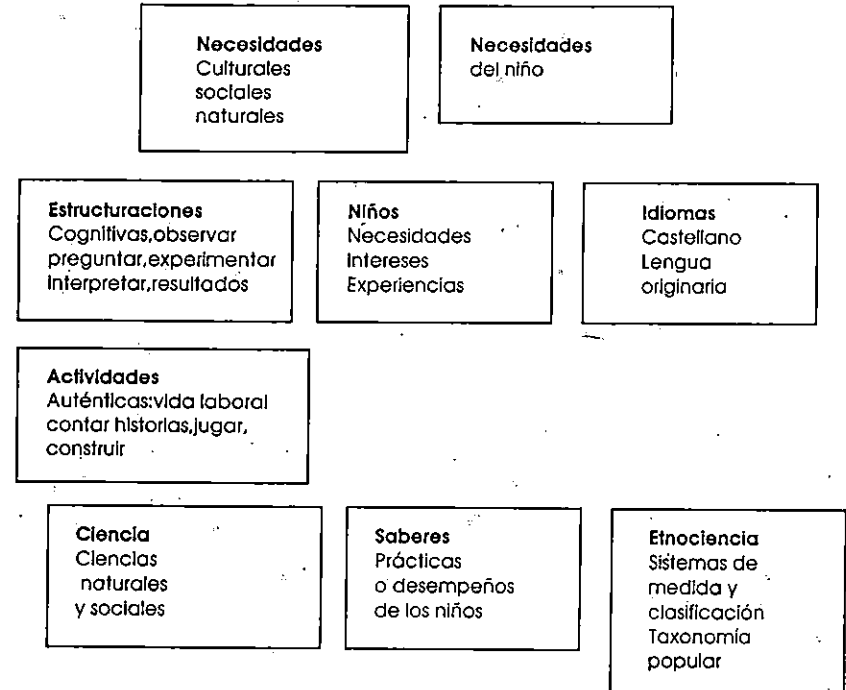 Necesidades
Culturales
sociales
naturales
Necesidades
del niño
Estructuraciones
Cognitivas,observar
preguntar,experimentar
interpretar,resultados
Niños
Necesidades
Intereses
Experiencias
Idiomas
Castellano
Lengua
originaria
Actividades
Auténticas:vida laboral
contar historias,jugar,
construir
Ciencia
Ciencias
naturales
y sociales
Saberes
Prácticas
o desempeños
de los niños
Etnociencia
Sistemas de
medida y
clasificación
Taxonomía
popular